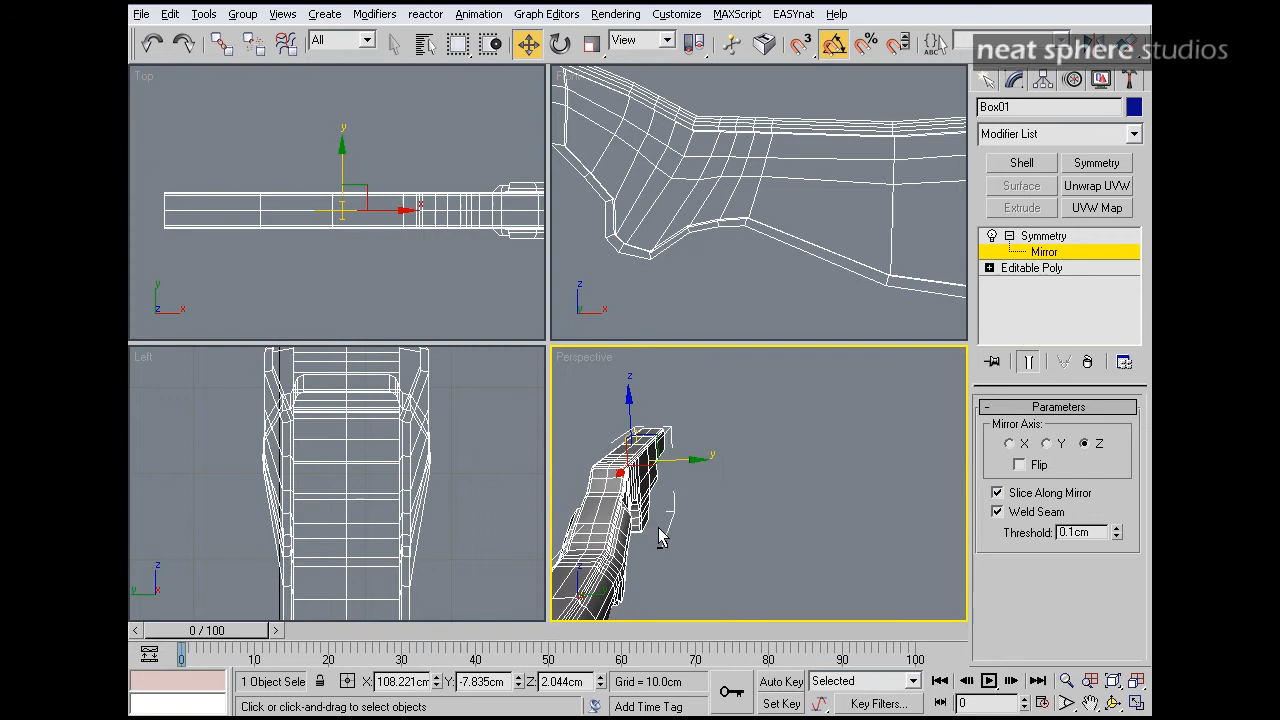 File Edit Tools Group Views Create Modifiers reactor Animation Graph Editors Rendering Customize MAXScript EASYnat Help
All View 3 ABC
neat sphere studios
Top
y
x
y
z x
z
y x
Box01
Modifier List
Shell Symmetry
Surface Unwrap UVW
Extrude UVW Map
Symmetry
Mirror
Editable Poly
Left
z
y x
Perspective
z
y
z
Parameters
Mirror Axis:
X Y Z
Flip
Slice Along Mirror
Weld Seam
Threshold: 0.1cm
0 / 100
0 10 20 30 40 50 60 70 80 90 100
1 Object Sele X: 108.221cm Y: -7.835cm Z: 2.044cm Grid = 10.0cm Auto Key Selected
Click or click-and-drag to select objects Add Time Tag Set Key Key Filters... 0